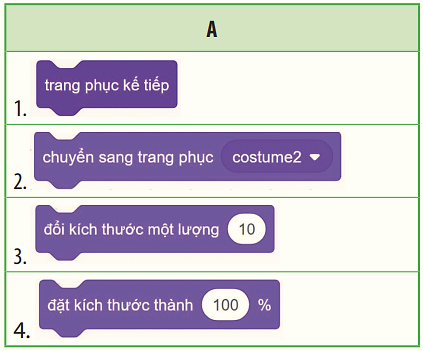 A
1. trang phục kế tiếp
2. chuyển sang trang phục costume2
3. đổi kích thước một lượng 10
4. đặt kích thước thành 100 %